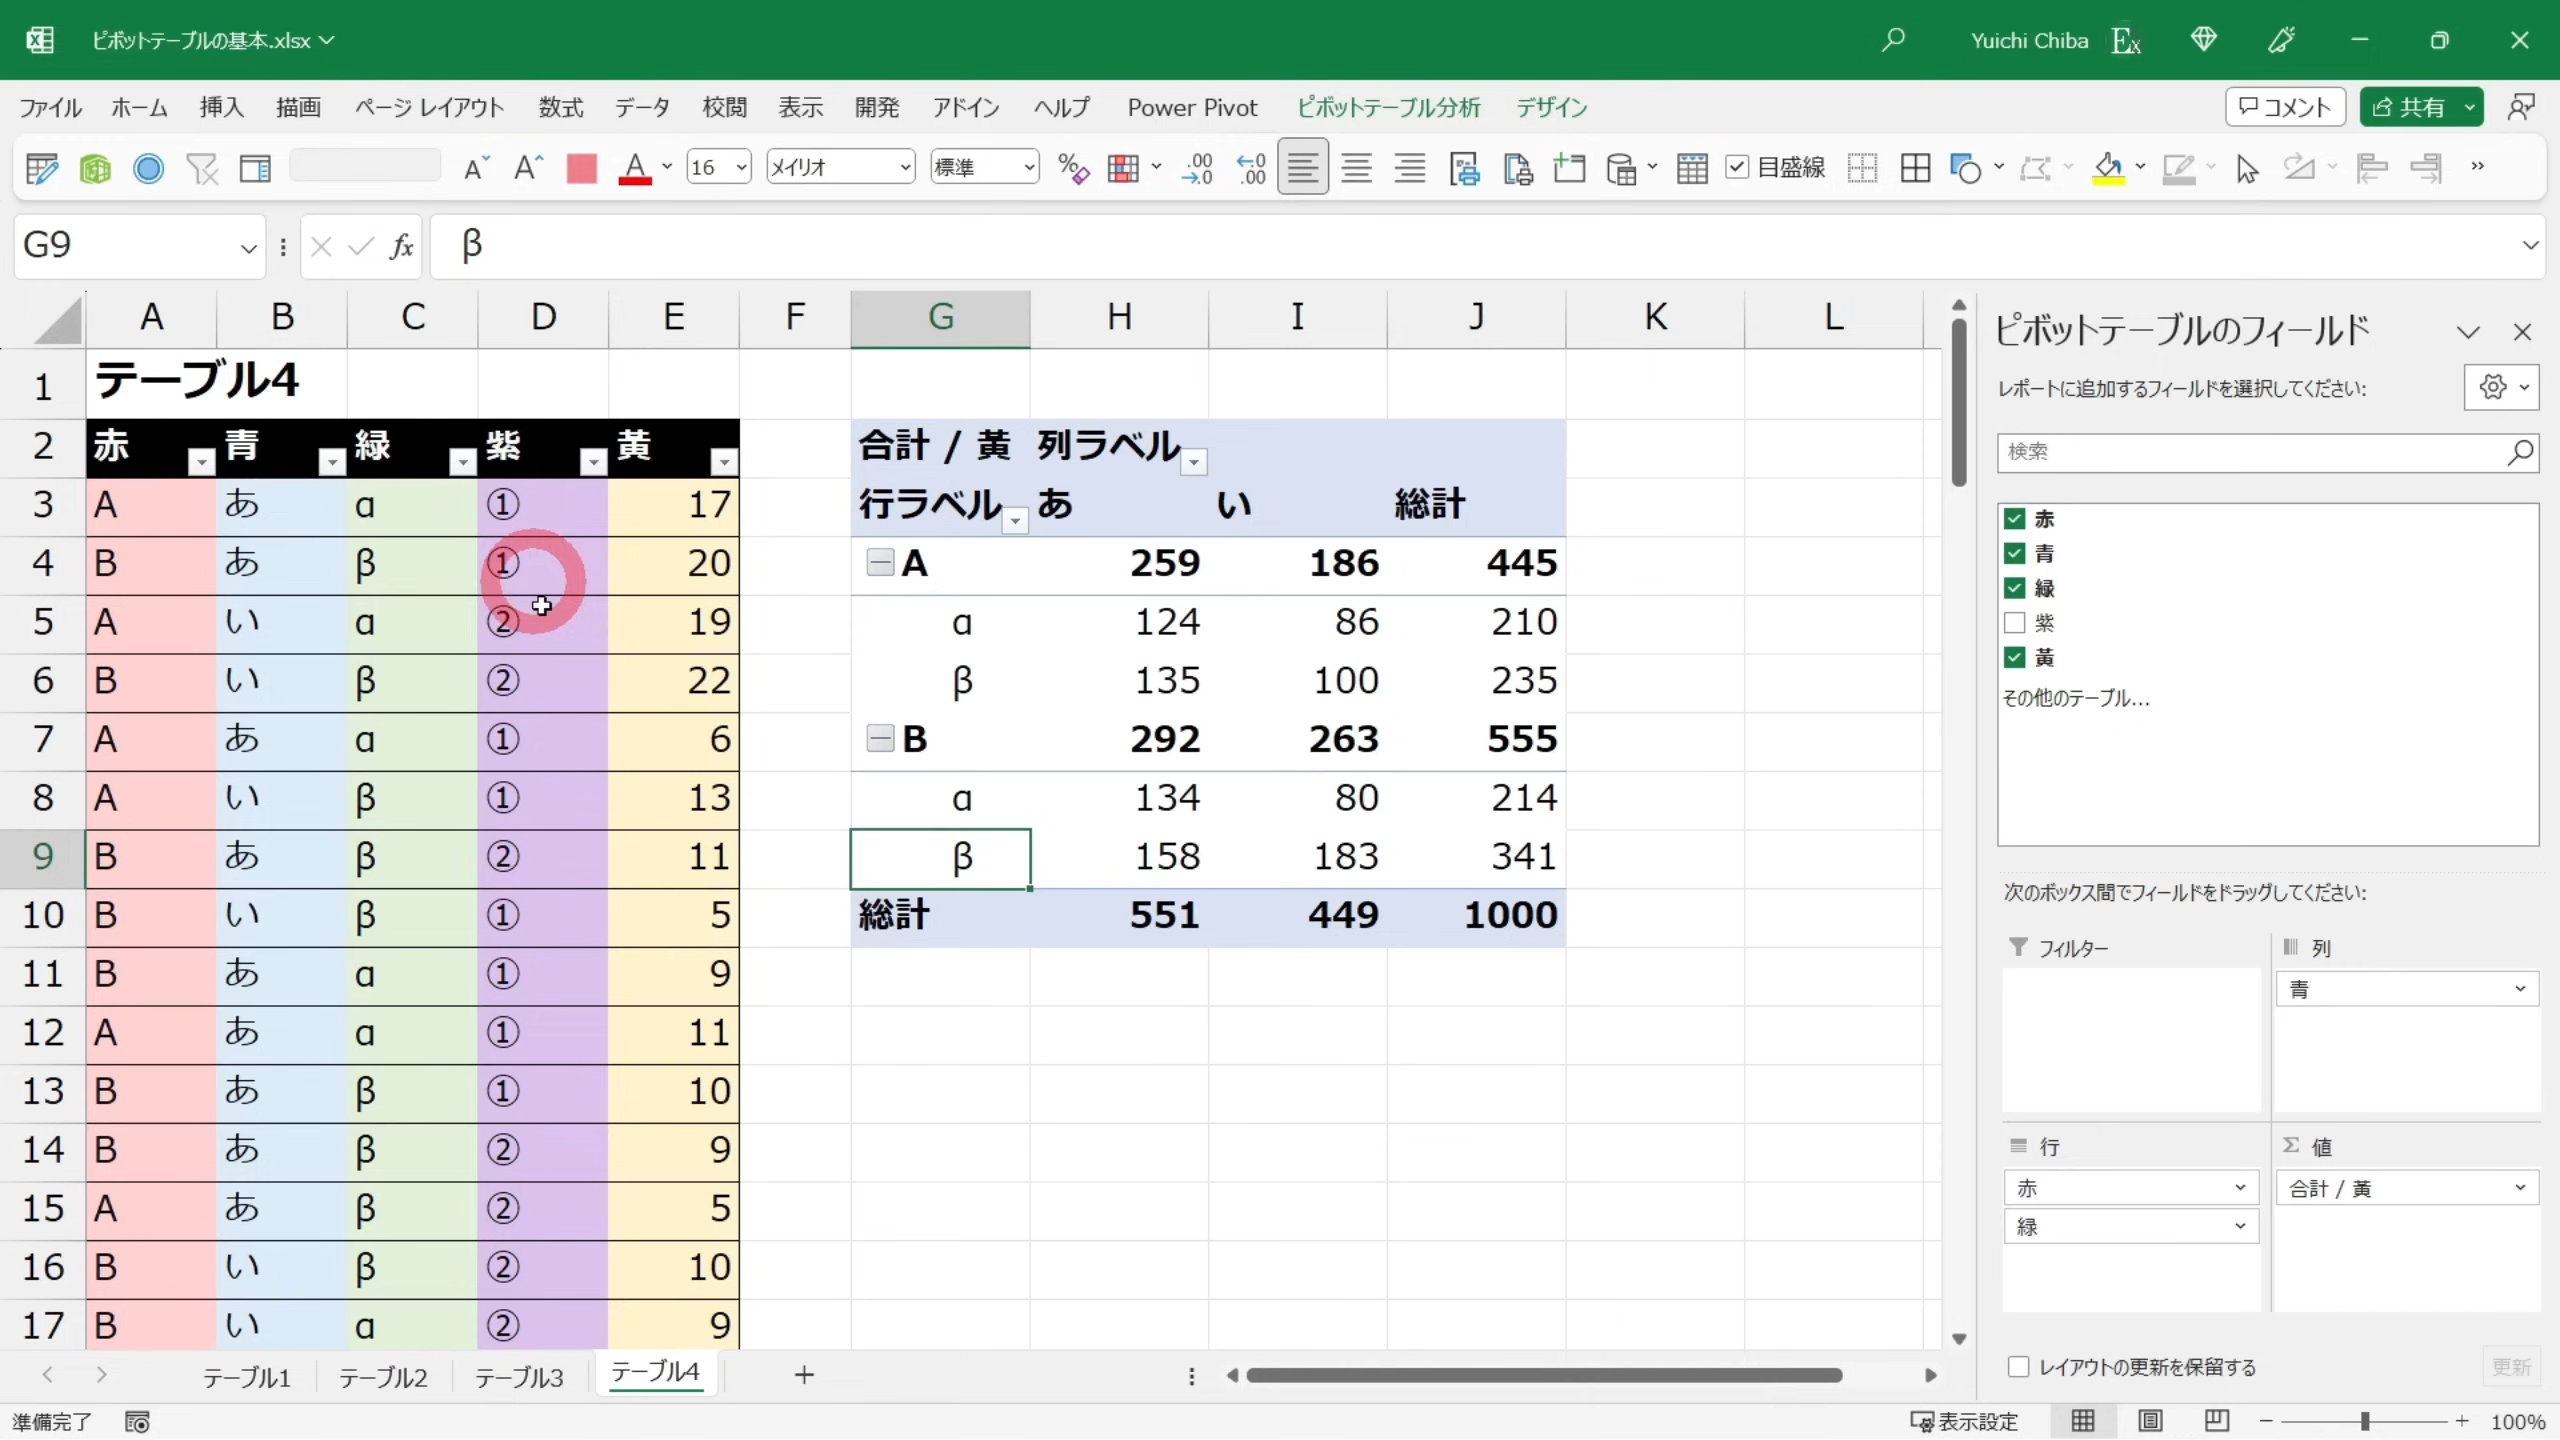 ピボットテーブルの基本.xlsx
Yuichi Chiba
ファイル ホーム 挿入 描画 ページ レイアウト 数式 データ 校閲 表示 開発 アドイン ヘルプ Power Pivot ピボットテーブル分析 デザイン コメント 共有
16 メイリオ 標準 目盛線
G9 fx β
A B C D E F G H I J K L
1 テーブル4
2 赤 青 緑 紫 黄 合計 / 黄 列ラベル
3 A あ α ① 17 行ラベル あ い 総計
4 B あ β ① 20 A 259 186 445
5 A い α ② 19 α 124 86 210
6 B い β ② 22 β 135 100 235
7 A あ α ① 6 B 292 263 555
8 A い β ① 13 α 134 80 214
9 B あ β ② 11 β 158 183 341
10 B い β ① 5 総計 551 449 1000
11 B あ α ① 9
12 A あ α ① 11
13 B あ β ① 10
14 B あ β ② 9
15 A あ β ② 5
16 B い β ② 10
17 B い α ② 9
テーブル1 テーブル2 テーブル3 テーブル4
準備完了
表示設定 100%
ピボットテーブルのフィールド
レポートに追加するフィールドを選択してください:
検索
赤
青
緑
紫
黄
その他のテーブル...
次のボックス間でフィールドをドラッグしてください:
フィルター
列
青
行
赤
緑
値
合計 / 黄
レイアウトの更新を保留する
更新